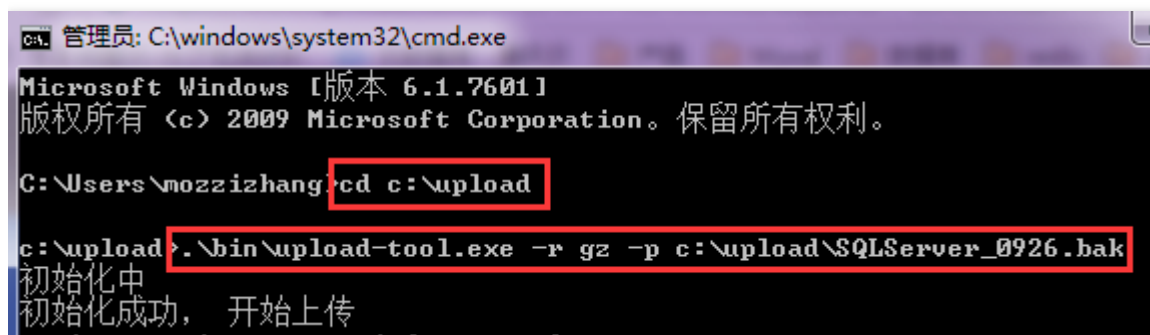 管理员: C:\windows\system32\cmd.exe
Microsoft Windows [版本 6.1.7601]
版权所有 (c) 2009 Microsoft Corporation。保留所有权利。
C:\Users\mozzizhang>cd c:\upload
c:\upload>.\bin\upload-tool.exe -r gz -p c:\upload\SQLServer_0926.bak
初始化中
初始化成功, 开始上传